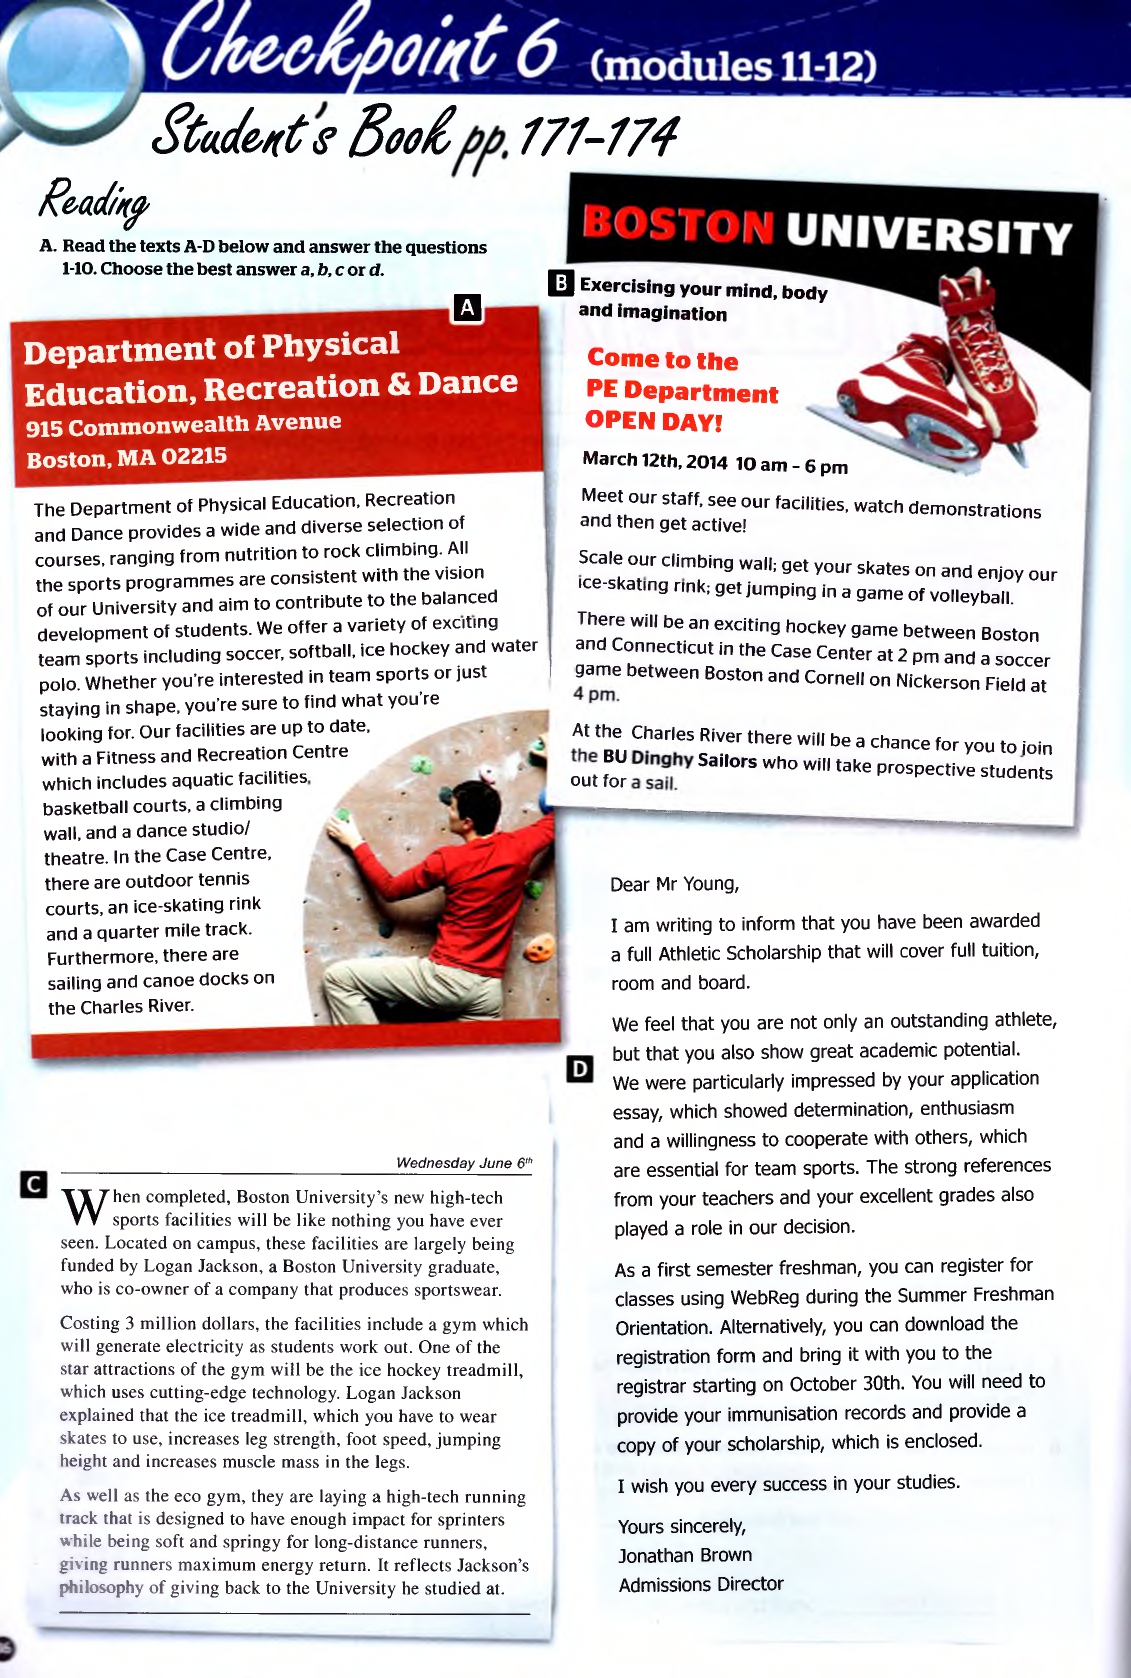 Checkpoint 6 (modules 11-12)
Student's Book pp. 171-174
Reading
A. Read the texts A-D below and answer the questions
1-10. Choose the best answer a, b, c or d.
A
Department of Physical
Education, Recreation & Dance
915 Commonwealth Avenue
Boston, MA 02215
The Department of Physical Education, Recreation
and Dance provides a wide and diverse selection of
courses, ranging from nutrition to rock climbing. All
the sports programmes are consistent with the vision
of our University and aim to contribute to the balanced
development of students. We offer a variety of exciting
team sports including soccer, softball, ice hockey and water
polo. Whether you're interested in team sports or just
staying in shape, you're sure to find what you're
looking for. Our facilities are up to date,
with a Fitness and Recreation Centre
which includes aquatic facilities,
basketball courts, a climbing
wall, and a dance studio/
theatre. In the Case Centre,
there are outdoor tennis
courts, an ice-skating rink
and a quarter mile track.
Furthermore, there are
sailing and canoe docks on
the Charles River.
BOSTON UNIVERSITY
B
Exercising your mind, body
and imagination
Come to the
PE Department
OPEN DAY!
March 12th, 2014 10 am - 6 pm
Meet our staff, see our facilities, watch demonstrations
and then get active!
Scale our climbing wall; get your skates on and enjoy our
ice-skating rink; get jumping in a game of volleyball.
There will be an exciting hockey game between Boston
and Connecticut in the Case Center at 2 pm and a soccer
game between Boston and Cornell on Nickerson Field at
4 pm.
At the Charles River there will be a chance for you to join
the BU Dinghy Sailors who will take prospective students
out for a sail.
C
Wednesday June 6th
When completed, Boston University's new high-tech
sports facilities will be like nothing you have ever
seen. Located on campus, these facilities are largely being
funded by Logan Jackson, a Boston University graduate,
who is co-owner of a company that produces sportswear.
Costing 3 million dollars, the facilities include a gym which
will generate electricity as students work out. One of the
star attractions of the gym will be the ice hockey treadmill,
which uses cutting-edge technology. Logan Jackson
explained that the ice treadmill, which you have to wear
skates to use, increases leg strength, foot speed, jumping
height and increases muscle mass in the legs.
As well as the eco gym, they are laying a high-tech running
track that is designed to have enough impact for sprinters
while being soft and springy for long-distance runners,
giving runners maximum energy return. It reflects Jackson's
philosophy of giving back to the University he studied at.
D
Dear Mr Young,
I am writing to inform that you have been awarded
a full Athletic Scholarship that will cover full tuition,
room and board.
We feel that you are not only an outstanding athlete,
but that you also show great academic potential.
We were particularly impressed by your application
essay, which showed determination, enthusiasm
and a willingness to cooperate with others, which
are essential for team sports. The strong references
from your teachers and your excellent grades also
played a role in our decision.
As a first semester freshman, you can register for
classes using WebReg during the Summer Freshman
Orientation. Alternatively, you can download the
registration form and bring it with you to the
registrar starting on October 30th. You will need to
provide your immunisation records and provide a
copy of your scholarship, which is enclosed.
I wish you every success in your studies.
Yours sincerely,
Jonathan Brown
Admissions Director